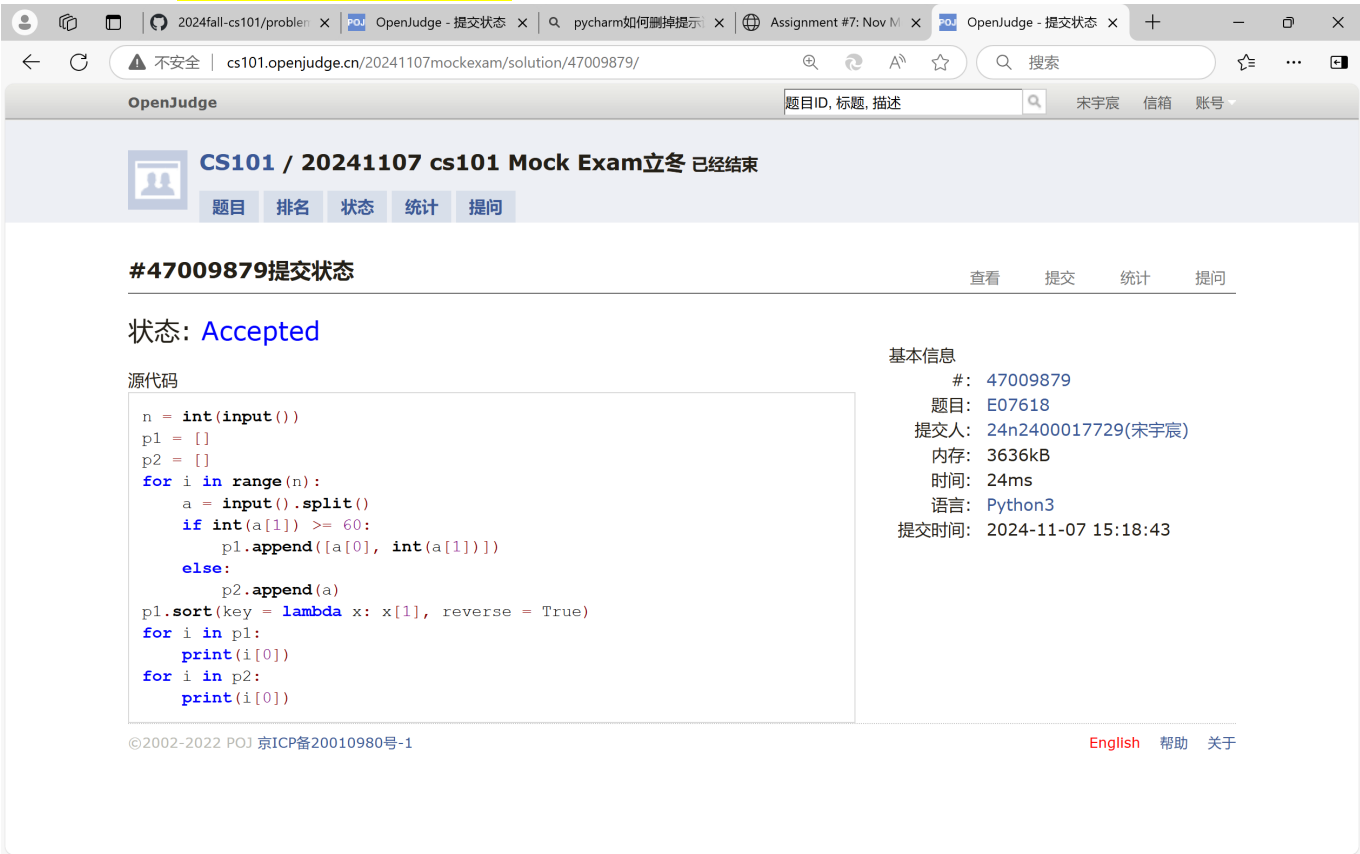 2024fall-cs101/problen
OpenJudge - 提交状态
pycharm如何删掉提示
Assignment #7: Nov M
OpenJudge - 提交状态
不安全 cs101.openjudge.cn/20241107mockexam/solution/47009879/
搜索
OpenJudge
题目ID, 标题, 描述
宋宇宸 信箱 账号
CS101 / 20241107 cs101 Mock Exam立冬 已经结束
题目 排名 状态 统计 提问
#47009879提交状态
查看 提交 统计 提问
状态: Accepted
源代码
n = int(input())
p1 = []
p2 = []
for i in range(n):
    a = input().split()
    if int(a[1]) >= 60:
        p1.append([a[0], int(a[1])])
    else:
        p2.append(a)
p1.sort(key = lambda x: x[1], reverse = True)
for i in p1:
    print(i[0])
for i in p2:
    print(i[0])
基本信息
#: 47009879
题目: E07618
提交人: 24n2400017729(宋宇宸)
内存: 3636kB
时间: 24ms
语言: Python3
提交时间: 2024-11-07 15:18:43
©2002-2022 POJ 京ICP备20010980号-1
English 帮助 关于